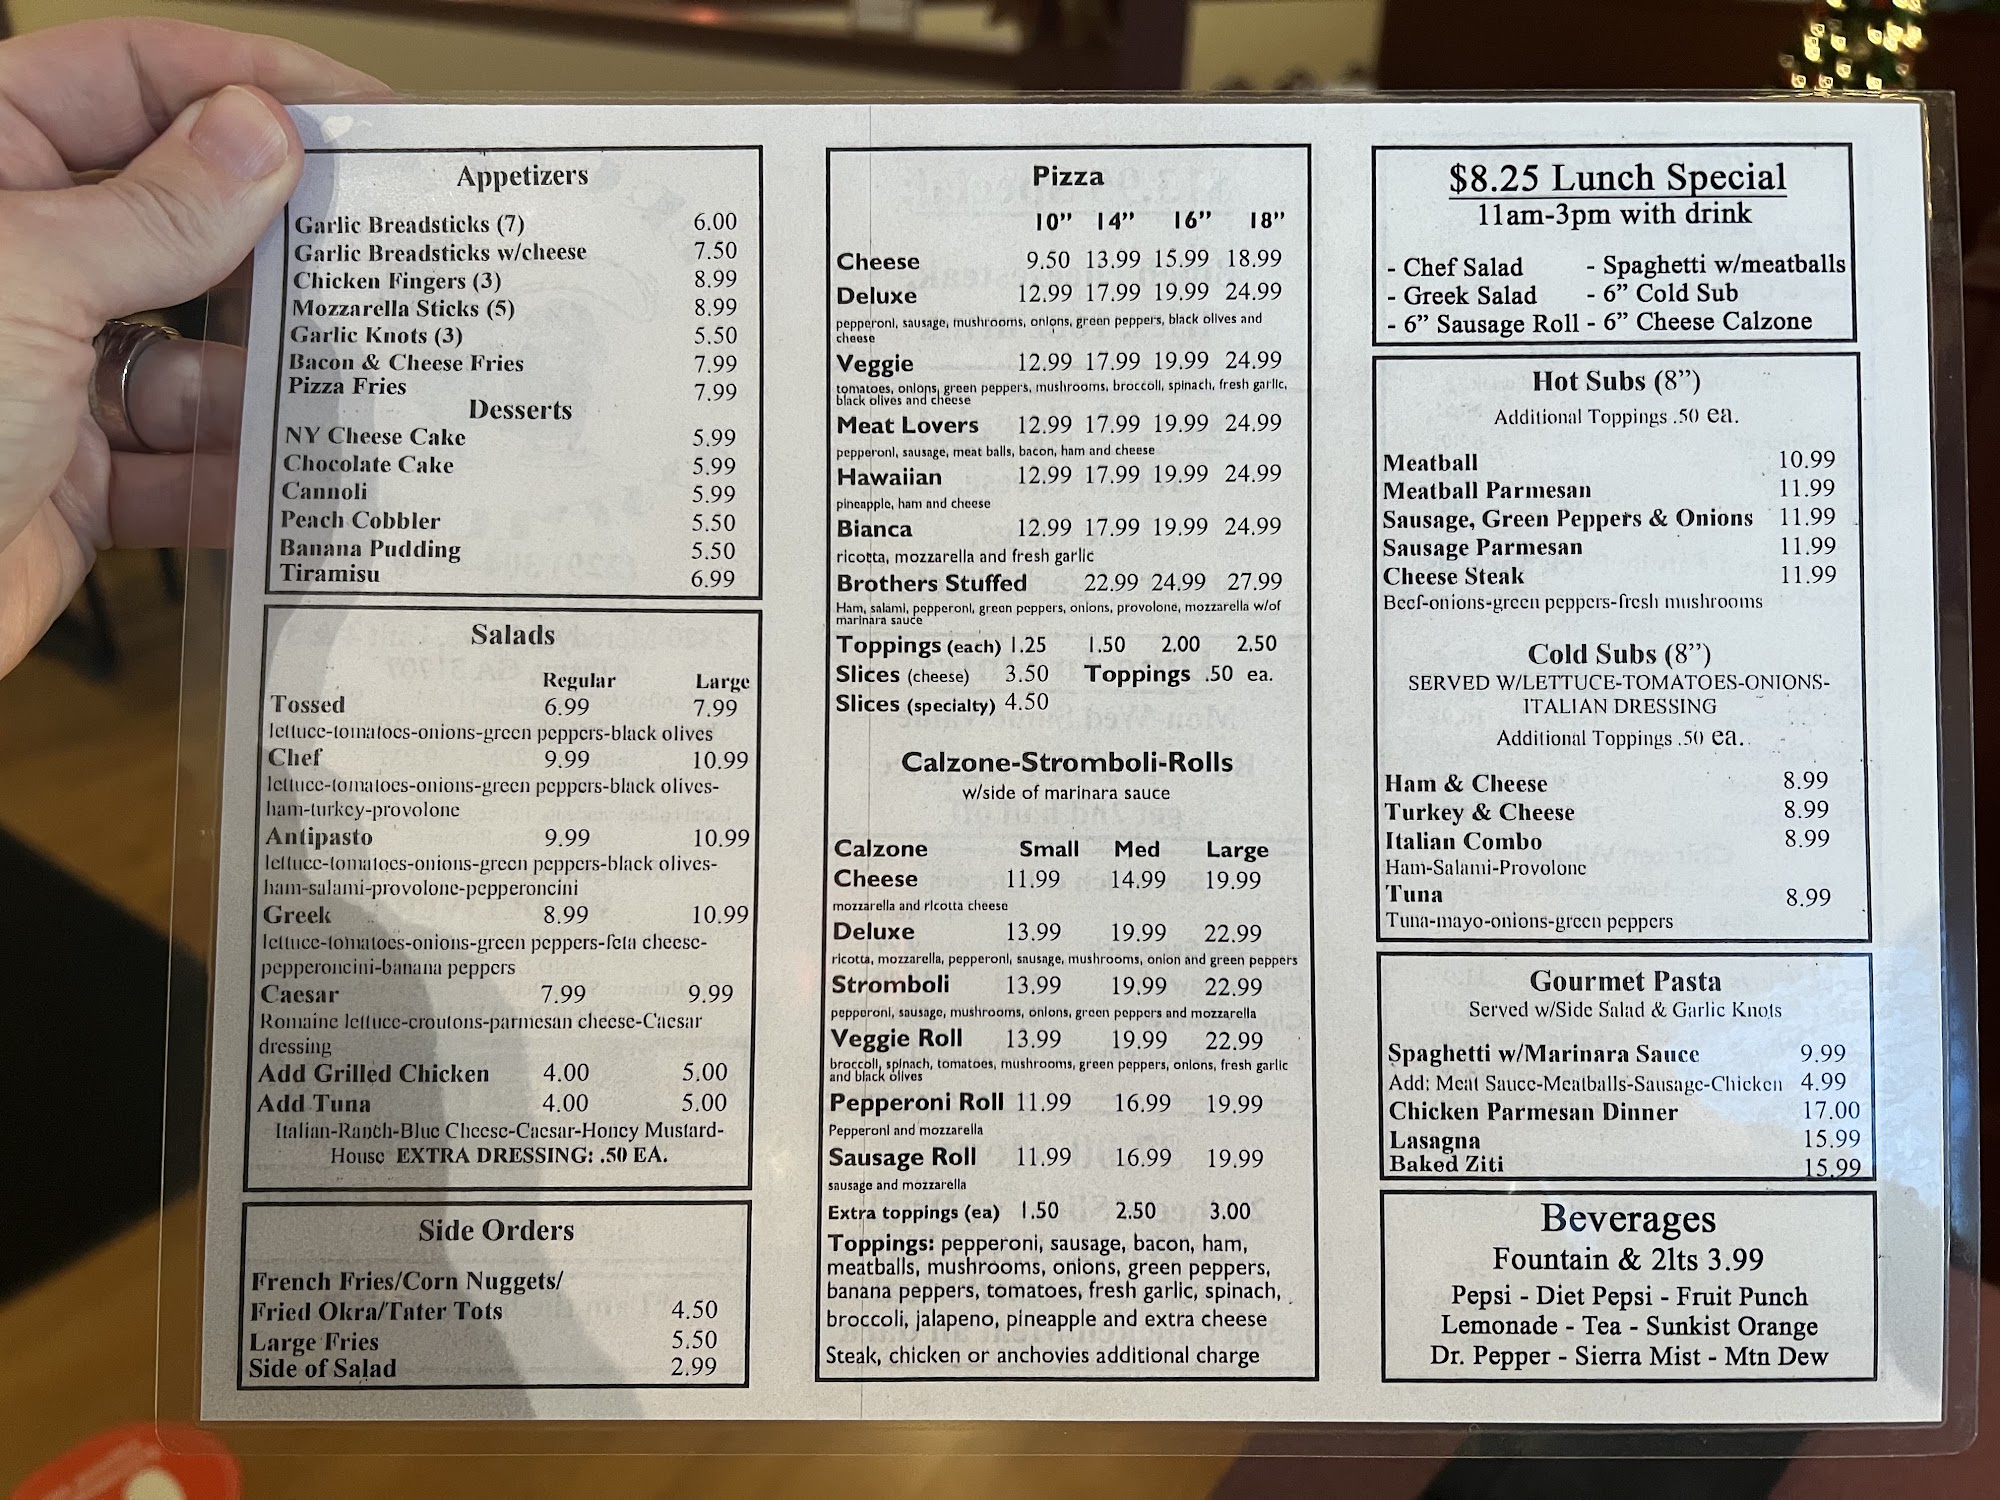 Appetizers
Garlic Breadsticks (7) 6.00
Garlic Breadsticks w/cheese 7.50
Chicken Fingers (3) 8.99
Mozzarella Sticks (5) 8.99
Garlic Knots (3) 5.50
Bacon & Cheese Fries 7.99
Pizza Fries 7.99
Desserts
NY Cheese Cake 5.99
Chocolate Cake 5.99
Cannoli 5.99
Peach Cobbler 5.50
Banana Pudding 5.50
Tiramisu 6.99
Salads
Regular Large
Tossed 6.99 7.99
lettuce-tomatoes-onions-green peppers-black olives
Chef 9.99 10.99
lettuce-tomatoes-onions-green peppers-black olives-
ham-turkey-provolone
Antipasto 9.99 10.99
lettuce-tomatoes-onions-green peppers-black olives-
ham-salami-provolone-pepperoncini
Greek 8.99 10.99
lettuce-tomatoes-onions-green peppers-feta cheese-
pepperoncini-banana peppers
Caesar 7.99 9.99
Romaine lettuce-croutons-parmesan cheese-Caesar
dressing
Add Grilled Chicken 4.00 5.00
Add Tuna 4.00 5.00
Italian-Ranch-Blue Cheese-Caesar-Honey Mustard-
House EXTRA DRESSING: .50 EA.
Side Orders
French Fries/Corn Nuggets/
Fried Okra/Tater Tots 4.50
Large Fries 5.50
Side of Salad 2.99
Pizza
10” 14” 16” 18”
Cheese 9.50 13.99 15.99 18.99
Deluxe 12.99 17.99 19.99 24.99
pepperoni, sausage, mushrooms, onions, green peppers, black olives and
cheese
Veggie 12.99 17.99 19.99 24.99
tomatoes, onions, green peppers, mushrooms, broccoli, spinach, fresh garlic,
black olives and cheese
Meat Lovers 12.99 17.99 19.99 24.99
pepperoni, sausage, meat balls, bacon, ham and cheese
Hawaiian 12.99 17.99 19.99 24.99
pineapple, ham and cheese
Bianca 12.99 17.99 19.99 24.99
ricotta, mozzarella and fresh garlic
Brothers Stuffed 22.99 24.99 27.99
Ham, salami, pepperoni, green peppers, onions, provolone, mozzarella w/of
marinara sauce
Toppings (each) 1.25 1.50 2.00 2.50
Slices (cheese) 3.50 Toppings .50 ea.
Slices (specialty) 4.50
Calzone-Stromboli-Rolls
w/side of marinara sauce
Calzone Small Med Large
Cheese 11.99 14.99 19.99
mozzarella and ricotta cheese
Deluxe 13.99 19.99 22.99
ricotta, mozzarella, pepperoni, sausage, mushrooms, onion and green peppers
Stromboli 13.99 19.99 22.99
pepperoni, sausage, mushrooms, onions, green peppers and mozzarella
Veggie Roll 13.99 19.99 22.99
broccoli, spinach, tomatoes, mushrooms, green peppers, onions, fresh garlic
and black olives
Pepperoni Roll 11.99 16.99 19.99
Pepperoni and mozzarella
Sausage Roll 11.99 16.99 19.99
sausage and mozzarella
Extra toppings (ea) 1.50 2.50 3.00
Toppings: pepperoni, sausage, bacon, ham,
meatballs, mushrooms, onions, green peppers,
banana peppers, tomatoes, fresh garlic, spinach,
broccoli, jalapeno, pineapple and extra cheese
Steak, chicken or anchovies additional charge
$8.25 Lunch Special
11am-3pm with drink
- Chef Salad - Spaghetti w/meatballs
- Greek Salad - 6” Cold Sub
- 6” Sausage Roll - 6” Cheese Calzone
Hot Subs (8”)
Additional Toppings .50 ea.
Meatball 10.99
Meatball Parmesan 11.99
Sausage, Green Peppers & Onions 11.99
Sausage Parmesan 11.99
Cheese Steak 11.99
Beef-onions-green peppers-fresh mushrooms
Cold Subs (8”)
SERVED W/LETTUCE-TOMATOES-ONIONS-
ITALIAN DRESSING
Additional Toppings .50 ea.
Ham & Cheese 8.99
Turkey & Cheese 8.99
Italian Combo 8.99
Ham-Salami-Provolone
Tuna 8.99
Tuna-mayo-onions-green peppers
Gourmet Pasta
Served w/Side Salad & Garlic Knots
Spaghetti w/Marinara Sauce 9.99
Add: Meat Sauce-Meatballs-Sausage-Chicken 4.99
Chicken Parmesan Dinner 17.00
Lasagna 15.99
Baked Ziti 15.99
Beverages
Fountain & 2lts 3.99
Pepsi - Diet Pepsi - Fruit Punch
Lemonade - Tea - Sunkist Orange
Dr. Pepper - Sierra Mist - Mtn Dew